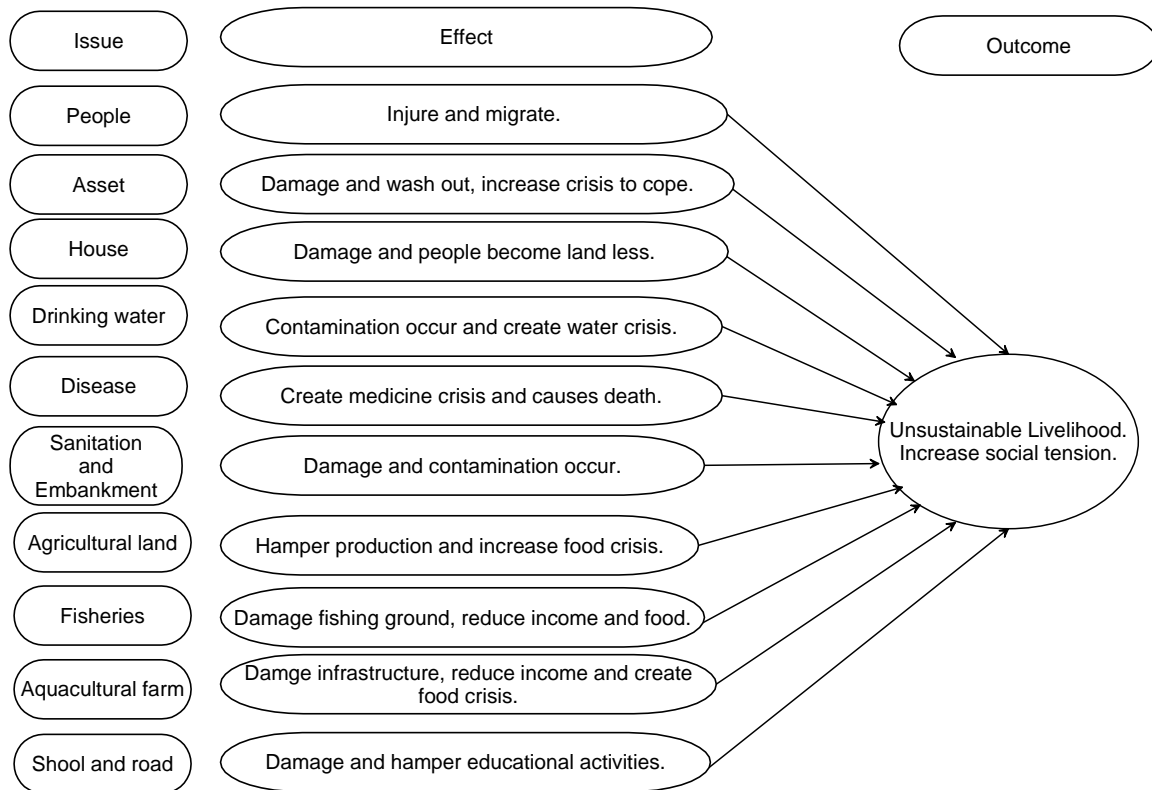 Issue
Effect
Outcome
People
Injure and migrate.
Asset
Damage and wash out, increase crisis to cope.
House
Damage and people become land less.
Drinking water
Contamination occur and create water crisis.
Disease
Create medicine crisis and causes death.
Unsustainable Livelihood.
Increase social tension.
Sanitation
and
Embankment
Damage and contamination occur.
Agricultural land
Hamper production and increase food crisis.
Fisheries
Damage fishing ground, reduce income and food.
Aquacultural farm
Damge infrastructure, reduce income and create
food crisis.
Shool and road
Damage and hamper educational activities.